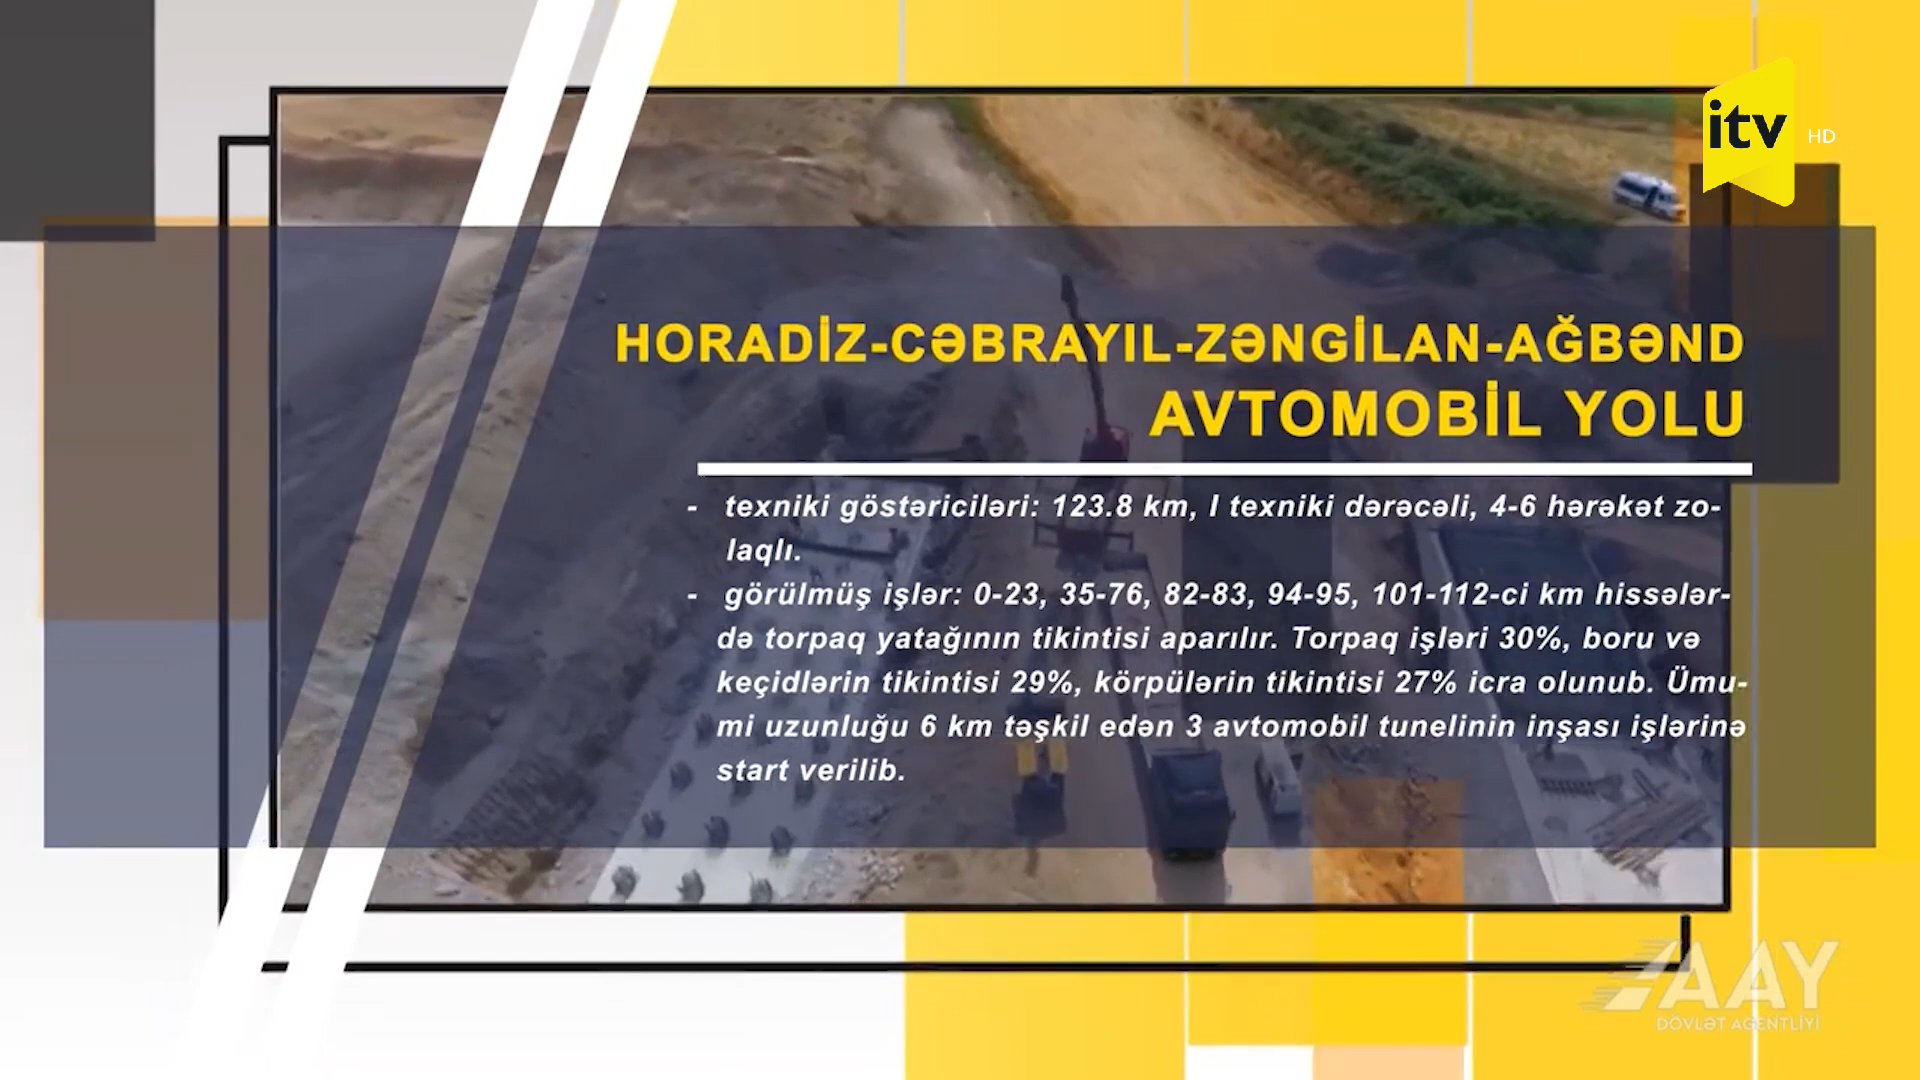 itv HD
HORADİZ-CƏBRAYIL-ZƏNGİLAN-AĞBƏND
AVTOMOBİL YOLU
- texniki göstəriciləri: 123.8 km, I texniki dərəcəli, 4-6 hərəkət zo-
laqlı.
- görülmüş işlər: 0-23, 35-76, 82-83, 94-95, 101-112-ci km hissələr-
də torpaq yatağının tikintisi aparılır. Torpaq işləri 30%, boru və
keçidlərin tikintisi 29%, körpülərin tikintisi 27% icra olunub. Ümu-
mi uzunluğu 6 km təşkil edən 3 avtomobil tunelinin inşası işlərinə
start verilib.
AAY
DÖVLƏT AGENTLİYİ